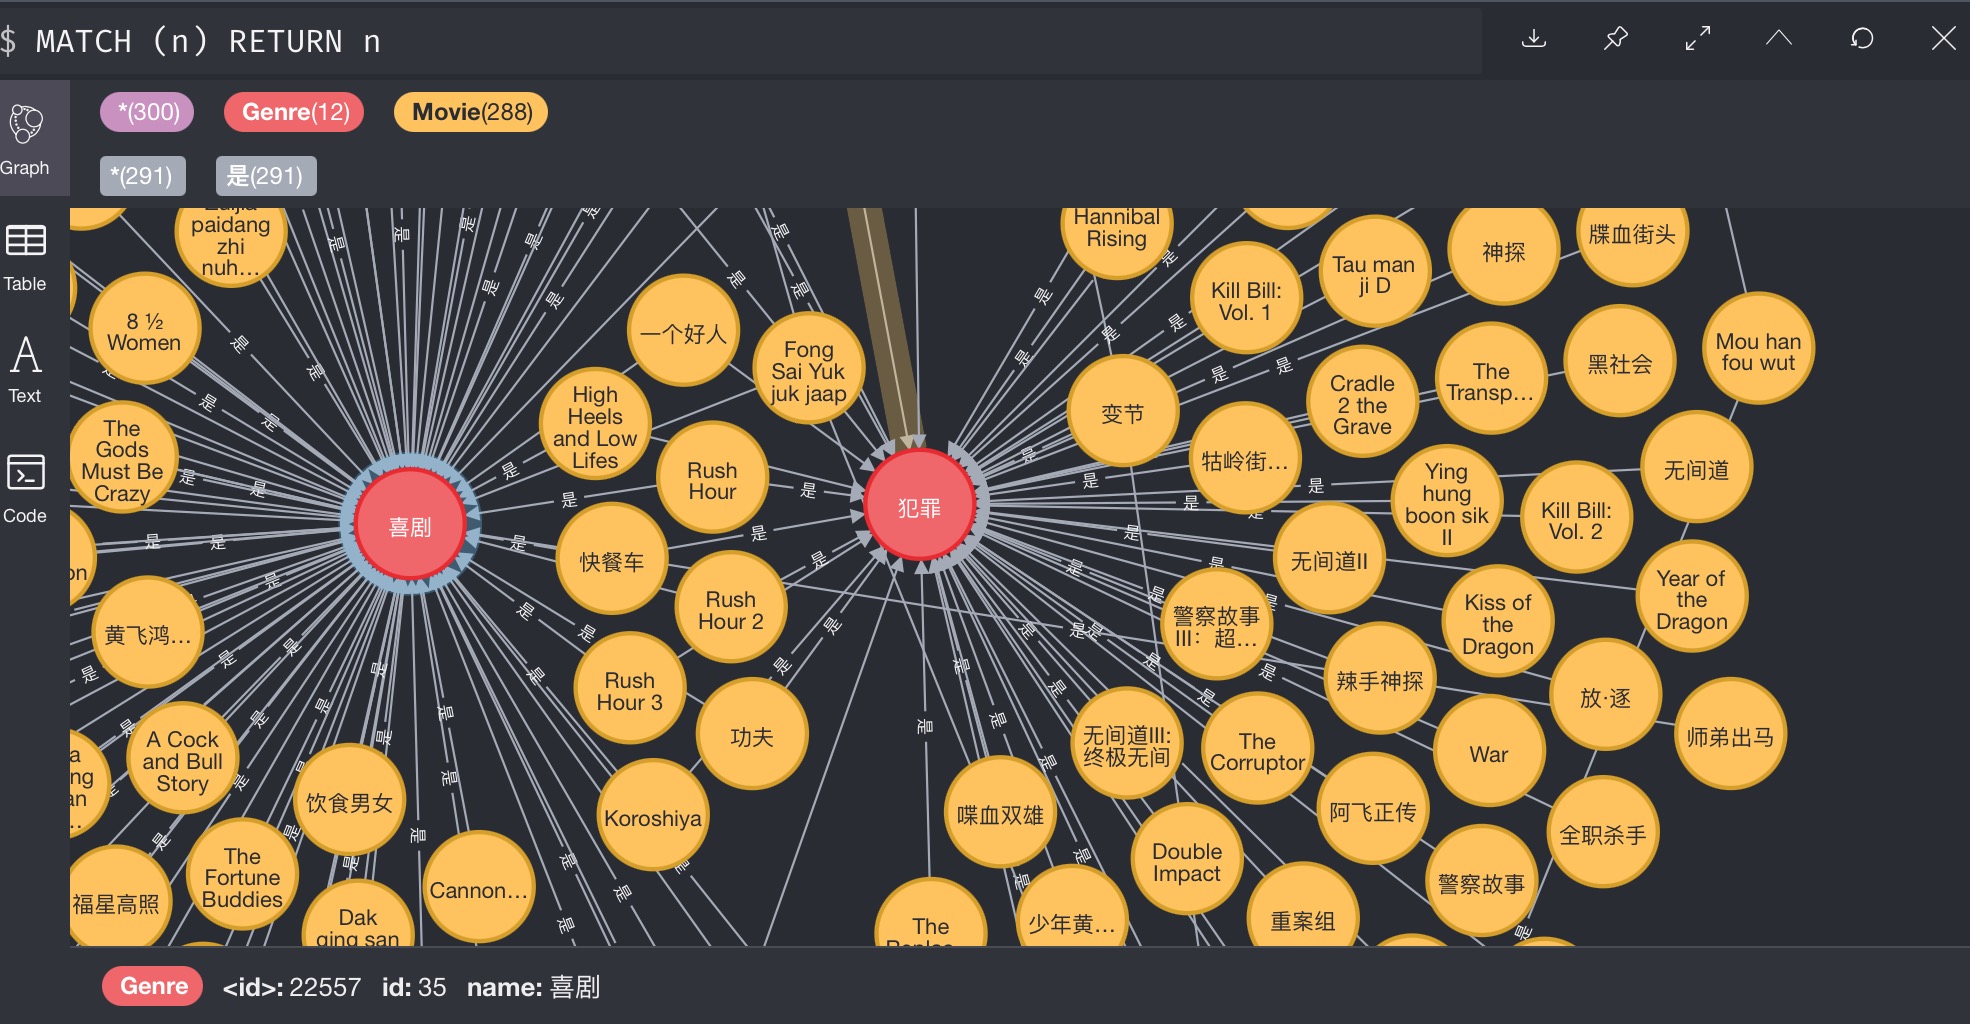 $ MATCH (n) RETURN n
*(300)
Genre(12)
Movie(288)
*(291)
是(291)
Graph
Table
Text
Code
paidang
zhi
nuh…
8 ½
Women
The
Gods
Must Be
Crazy
on
黄飞鸿…
A Cock
and Bull
Story
福星高照
The
Fortune
Buddies
饮食男女
Dak
qing san
Cannon…
喜剧
一个好人
Fong
Sai Yuk
juk jaap
High
Heels
and Low
Lifes
Rush
Hour
快餐车
Rush
Hour 2
Rush
Hour 3
功夫
Koroshiya
犯罪
Hannibal
Rising
Kill Bill:
Vol. 1
Tau man
ji D
神探
喋血街头
变节
牯岭街…
Cradle
2 the
Grave
The
Transp…
黑社会
Mou han
fou wut
无间道
Ying
hung
boon sik
II
Kill Bill:
Vol. 2
无间道II
警察故事
III：超…
Kiss of
the
Dragon
Year of
the
Dragon
辣手神探
放·逐
师弟出马
无间道III:
终极无间
The
Corruptor
War
喋血双雄
Double
Impact
阿飞正传
全职杀手
The
少年黄…
重案组
警察故事
是
Genre <id>: 22557 id: 35 name: 喜剧